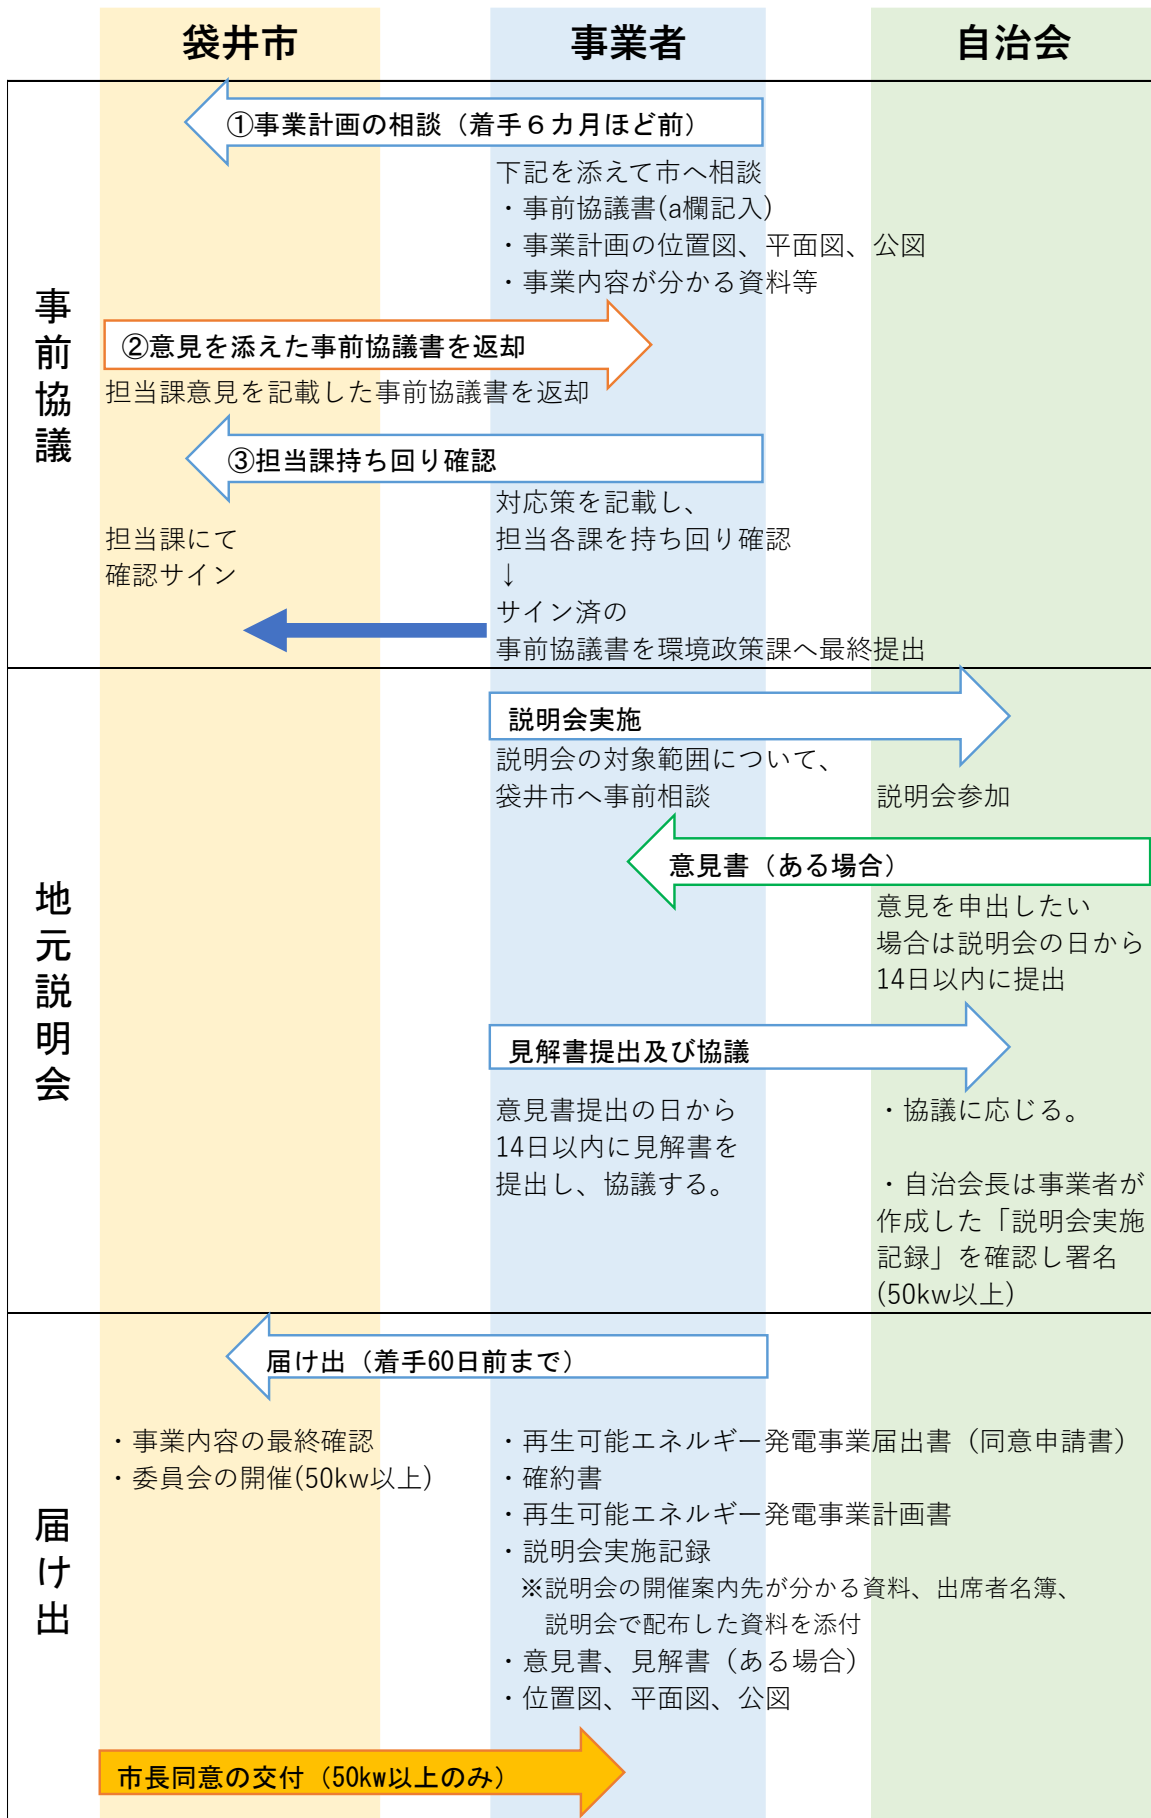 袋井市
事業者
自治会
事前協議
①事業計画の相談（着手６カ月ほど前）
下記を添えて市へ相談
・事前協議書(a欄記入)
・事業計画の位置図、平面図、公図
・事業内容が分かる資料等
②意見を添えた事前協議書を返却
担当課意見を記載した事前協議書を返却
③担当課持ち回り確認
対応策を記載し、
担当各課を持ち回り確認
↓
サイン済の
事前協議書を環境政策課へ最終提出
担当課にて
確認サイン
地元説明会
説明会実施
説明会の対象範囲について、
袋井市へ事前相談
説明会参加
意見書（ある場合）
意見を申出したい
場合は説明会の日から
14日以内に提出
見解書提出及び協議
意見書提出の日から
14日以内に見解書を
提出し、協議する。
・協議に応じる。
・自治会長は事業者が
作成した「説明会実施
記録」を確認し署名
(50kw以上)
届け出
届け出（着手60日前まで）
・事業内容の最終確認
・委員会の開催(50kw以上)
・再生可能エネルギー発電事業届出書（同意申請書）
・確約書
・再生可能エネルギー発電事業計画書
・説明会実施記録
※説明会の開催案内先が分かる資料、出席者名簿、
説明会で配布した資料を添付
・意見書、見解書（ある場合）
・位置図、平面図、公図
市長同意の交付（50kw以上のみ）